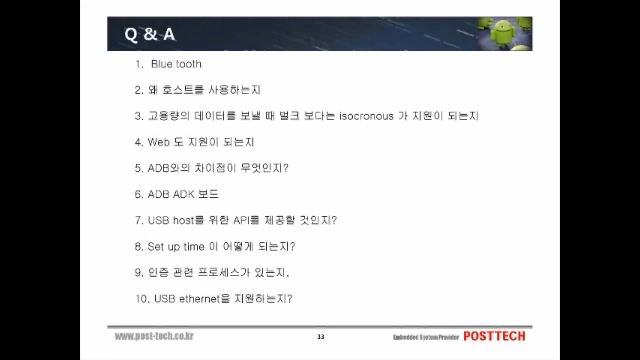 Q & A
1. Blue tooth
2. 왜 호스트를 사용하는지
3. 고용량의 데이터를 보낼 때 벌크 보다는 isocronous 가 지원이 되는지
4. Web 도 지원이 되는지
5. ADB와의 차이점이 무엇인지?
6. ADB ADK 보드
7. USB host를 위한 API를 제공할 것인지?
8. Set up time 이 어떻게 되는지?
9. 인증 관련 프로세스가 있는지.
10. USB ethernet을 지원하는지?
www.post-tech.co.kr
33
Embedded System Provider POSTTECH